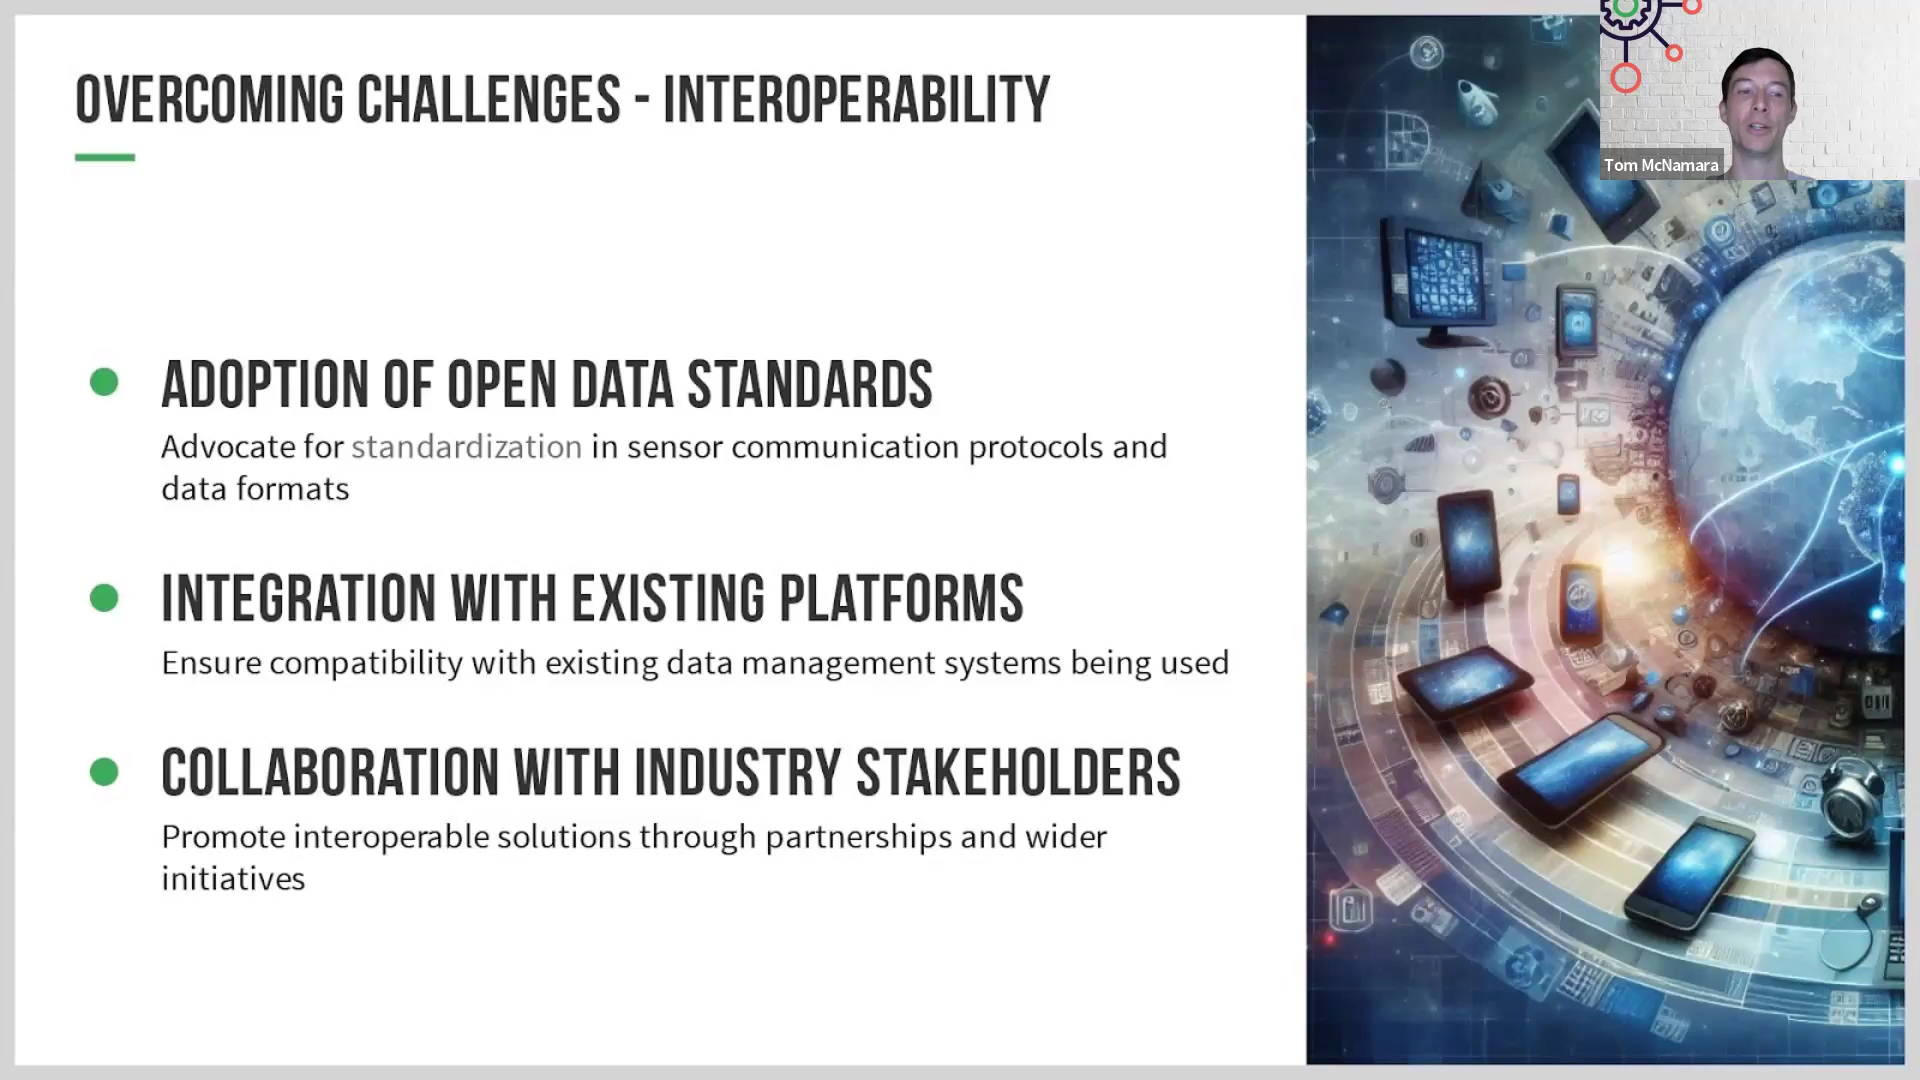 OVERCOMING CHALLENGES - INTEROPERABILITY
Tom McNamara
ADOPTION OF OPEN DATA STANDARDS
Advocate for standardization in sensor communication protocols and
data formats
INTEGRATION WITH EXISTING PLATFORMS
Ensure compatibility with existing data management systems being used
COLLABORATION WITH INDUSTRY STAKEHOLDERS
Promote interoperable solutions through partnerships and wider
initiatives